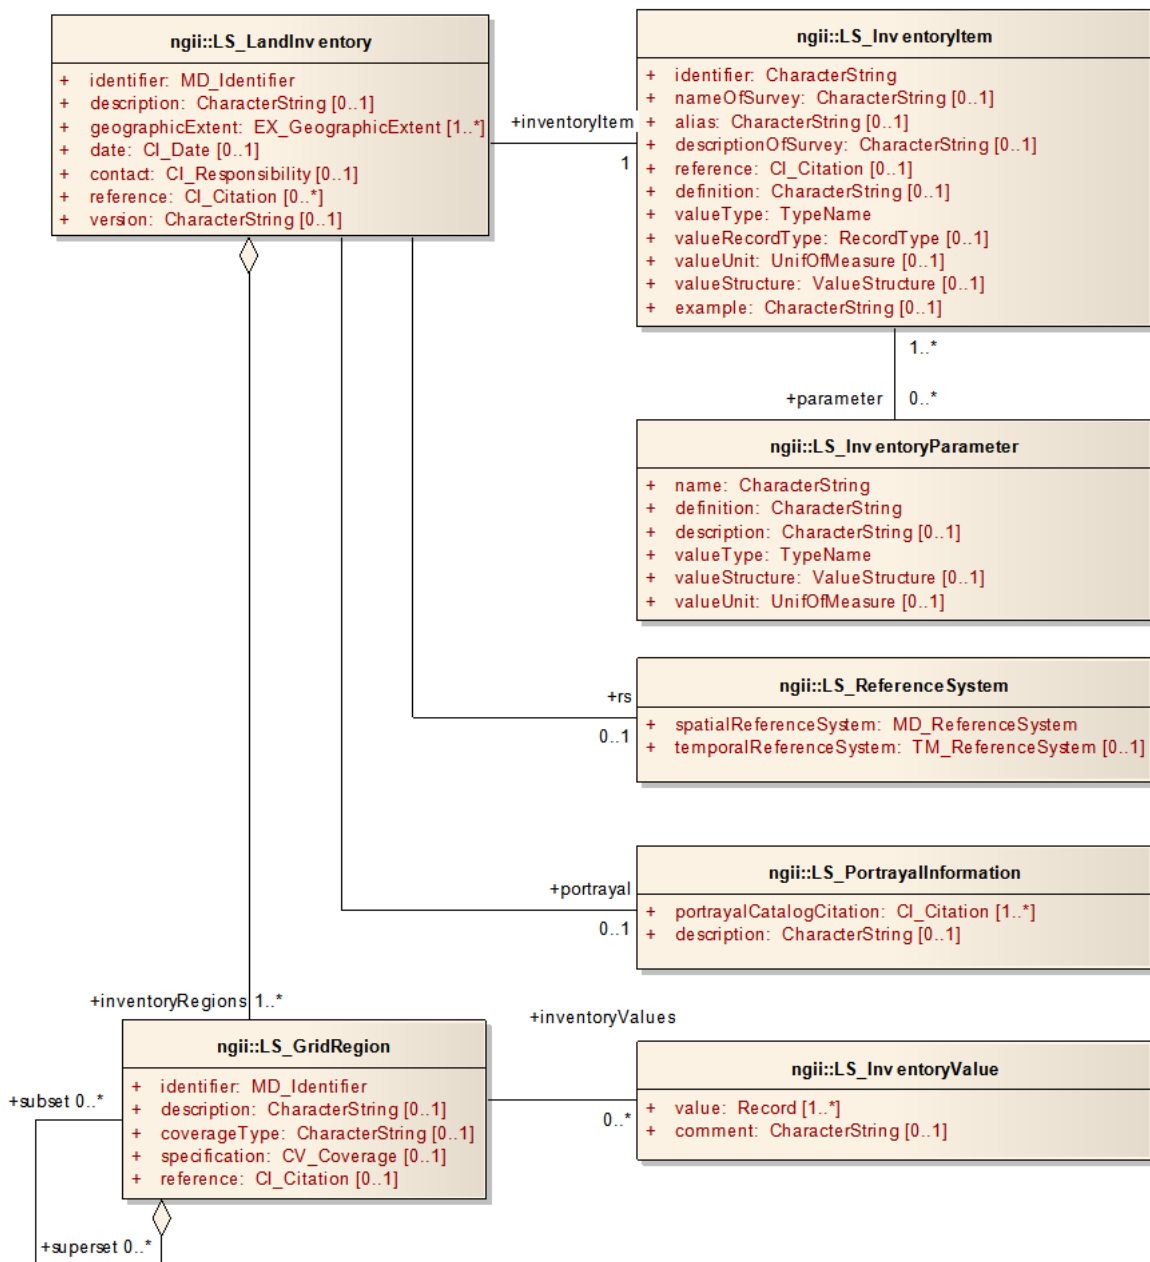 ngii::LS_LandInventory
+ identifier: MD_Identifier
+ description: CharacterString [0..1]
+ geographicExtent: EX_GeographicExtent [1..*]
+ date: CI_Date [0..1]
+ contact: CI_Responsibility [0..1]
+ reference: CI_Citation [0..*]
+ version: CharacterString [0..1]
+inventoryItem
1
ngii::LS_InventoryItem
+ identifier: CharacterString
+ nameOfSurvey: CharacterString [0..1]
+ alias: CharacterString [0..1]
+ descriptionOfSurvey: CharacterString [0..1]
+ reference: CI_Citation [0..1]
+ definition: CharacterString [0..1]
+ valueType: TypeName
+ valueRecordType: RecordType [0..1]
+ valueUnit: UnifOfMeasure [0..1]
+ valueStructure: ValueStructure [0..1]
+ example: CharacterString [0..1]
1..*
+parameter 0..*
ngii::LS_InventoryParameter
+ name: CharacterString
+ definition: CharacterString
+ description: CharacterString [0..1]
+ valueType: TypeName
+ valueStructure: ValueStructure [0..1]
+ valueUnit: UnifOfMeasure [0..1]
+rs
0..1
ngii::LS_ReferenceSystem
+ spatialReferenceSystem: MD_ReferenceSystem
+ temporalReferenceSystem: TM_ReferenceSystem [0..1]
+portrayal
0..1
ngii::LS_PortrayalInformation
+ portrayalCatalogCitation: CI_Citation [1..*]
+ description: CharacterString [0..1]
+inventoryRegions 1..*
ngii::LS_GridRegion
+ identifier: MD_Identifier
+ description: CharacterString [0..1]
+ coverageType: CharacterString [0..1]
+ specification: CV_Coverage [0..1]
+ reference: CI_Citation [0..1]
+subset 0..*
+superset 0..*
+inventoryValues
0..*
ngii::LS_InventoryValue
+ value: Record [1..*]
+ comment: CharacterString [0..1]